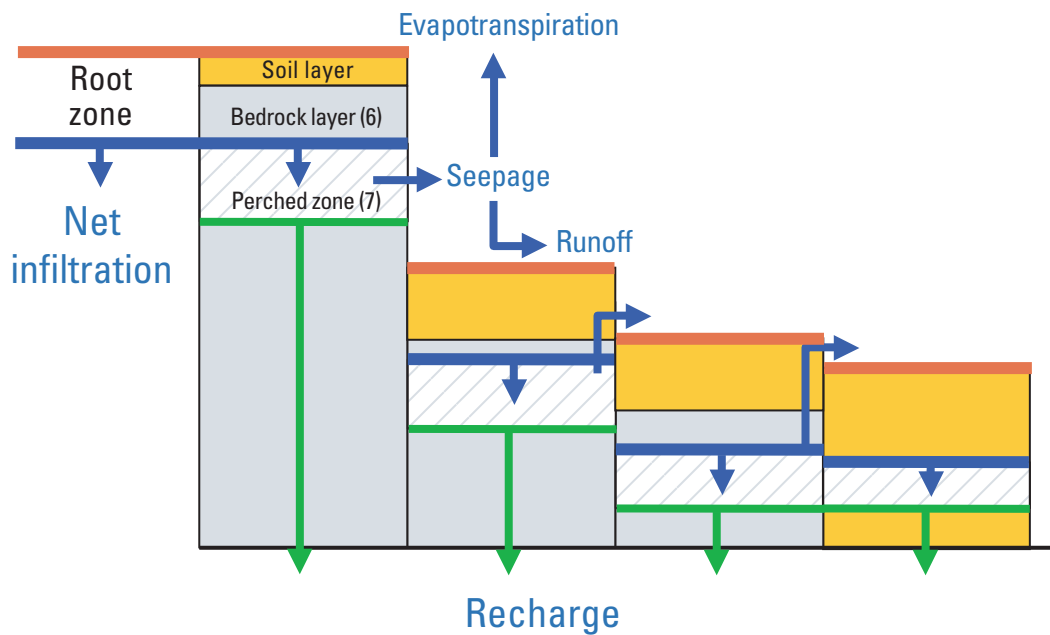 Evapotranspiration
Root
zone
Soil layer
Bedrock layer (6)
Seepage
Perched zone (7)
Net
infiltration
Runoff
Recharge